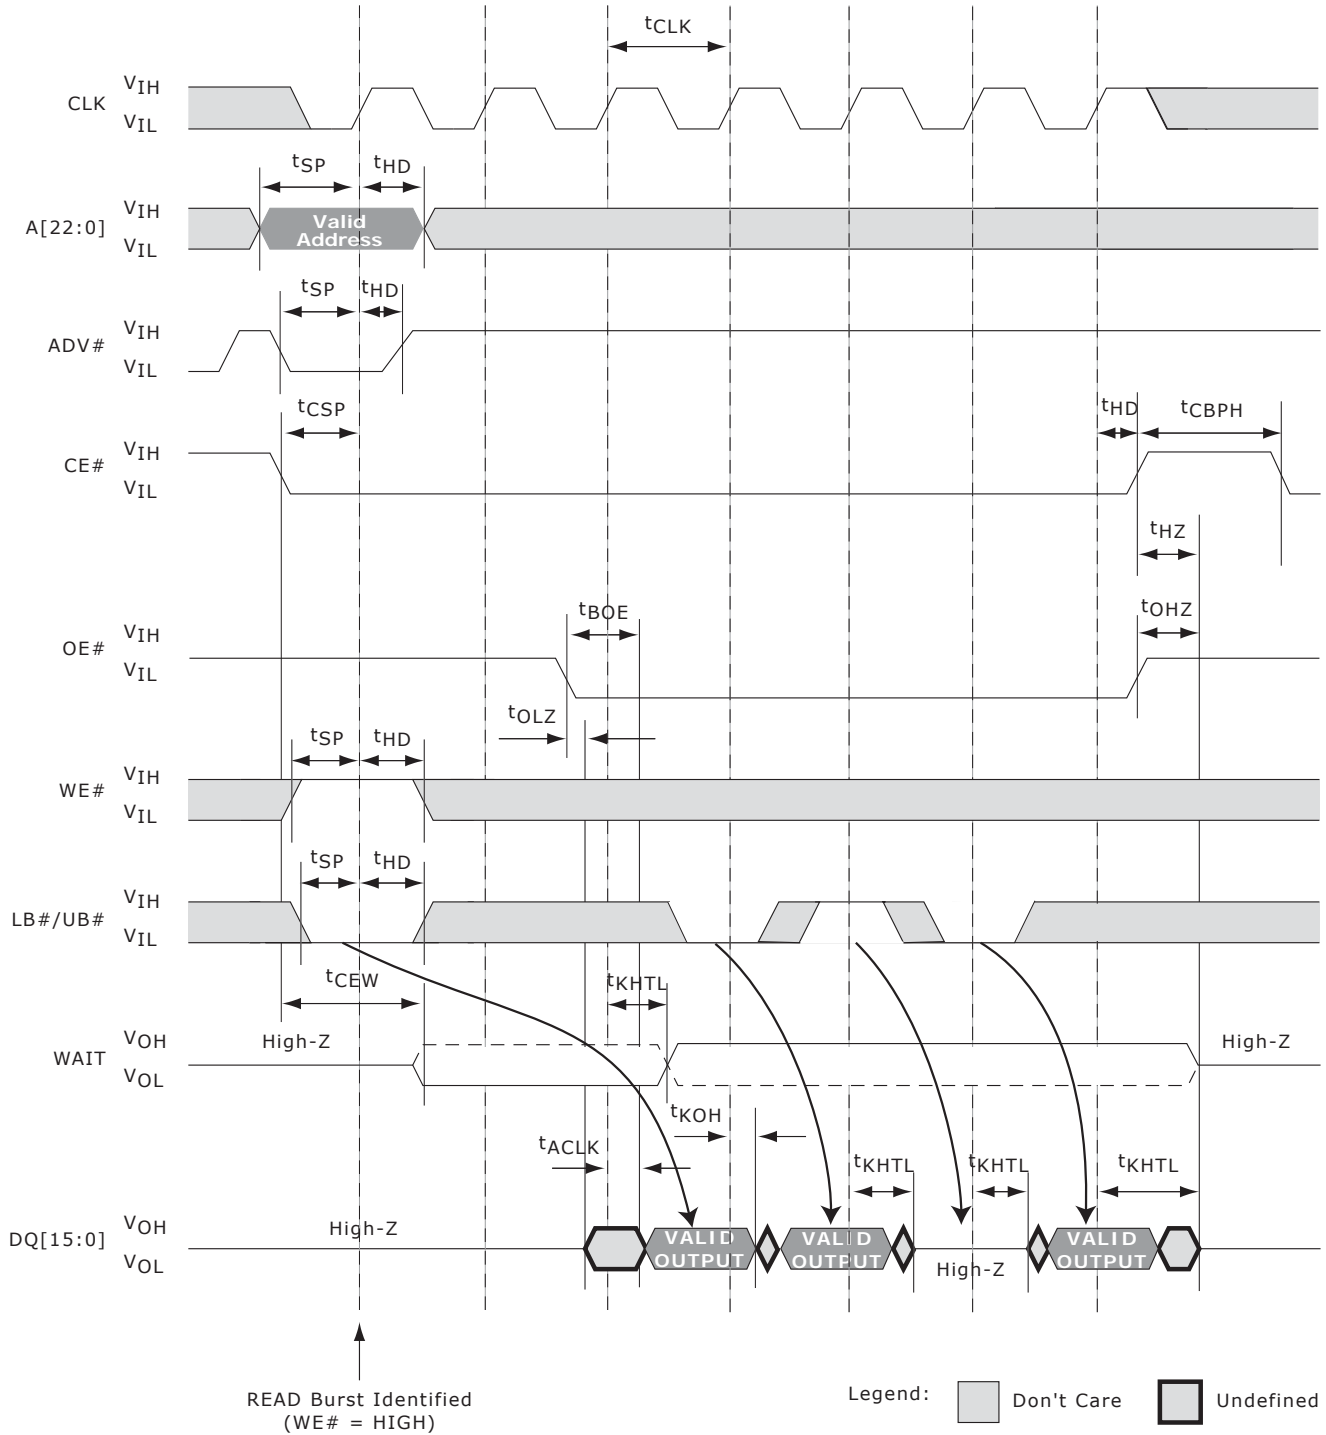 tCLK
CLK
VIH
VIL
tSP
tHD
A[22:0]
VIH
VIL
Valid
Address
tSP
tHD
ADV#
VIH
VIL
tCSP
tHD
tCBPH
CE#
VIH
VIL
tHZ
tBOE
tOHZ
OE#
VIH
VIL
tOLZ
tSP
tHD
WE#
VIH
VIL
tSP
tHD
LB#/UB#
VIH
VIL
tCEW
tKHTL
WAIT
VOH
VOL
High-Z
High-Z
tKOH
tACLK
tKHTL
tKHTL
tKHTL
DQ[15:0]
VOH
VOL
High-Z
VALID
OUTPUT
VALID
OUTPUT
High-Z
VALID
OUTPUT
READ Burst Identified
(WE# = HIGH)
Legend:
Don't Care
Undefined